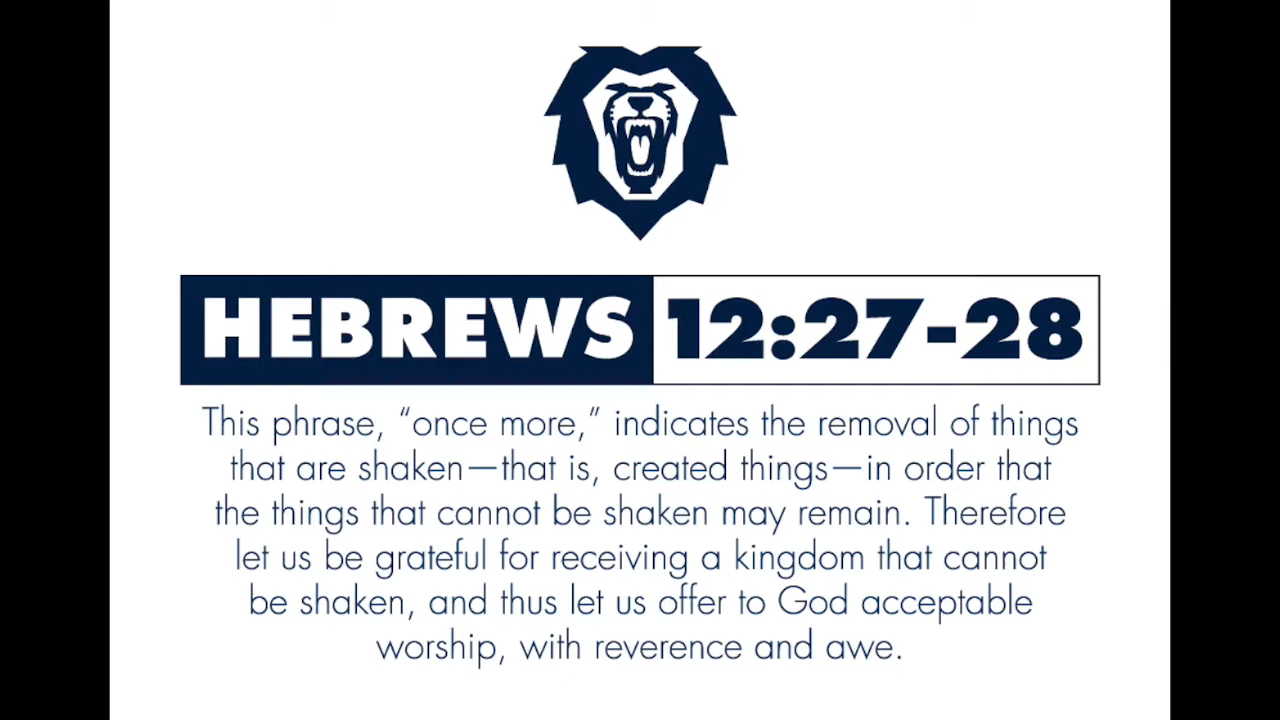 HEBREWS 12:27-28
This phrase, “once more,” indicates the removal of things
that are shaken—that is, created things—in order that
the things that cannot be shaken may remain. Therefore
let us be grateful for receiving a kingdom that cannot
be shaken, and thus let us offer to God acceptable
worship, with reverence and awe.